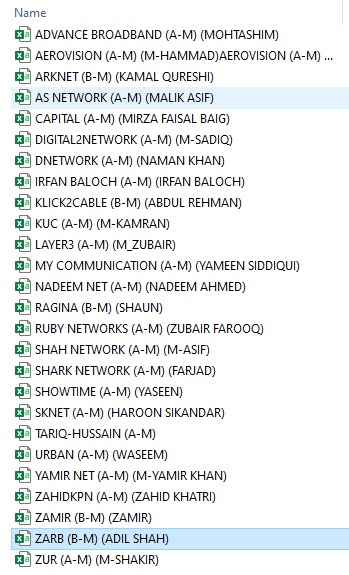 Name
ADVANCE BROADBAND (A-M) (MOHTASHIM)
AEROVISION (A-M) (M-HAMMAD)AEROVISION (A-M) ...
ARKNET (B-M) (KAMAL QURESHI)
AS NETWORK (A-M) (MALIK ASIF)
CAPITAL (A-M) (MIRZA FAISAL BAIG)
DIGITAL2NETWORK (A-M) (M-SADIQ)
DNETWORK (A-M) (NAMAN KHAN)
IRFAN BALOCH (A-M) (IRFAN BALOCH)
KLICK2CABLE (B-M) (ABDUL REHMAN)
KUC (A-M) (M-KAMRAN)
LAYER3 (A-M) (M_ZUBAIR)
MY COMMUNICATION (A-M) (YAMEEN SIDDIQUI)
NADEEM NET (A-M) (NADEEM AHMED)
RAGINA (B-M) (SHAUN)
RUBY NETWORKS (A-M) (ZUBAIR FAROOQ)
SHAH NETWORK (A-M) (M-ASIF)
SHARK NETWORK (A-M) (FARJAD)
SHOWTIME (A-M) (YASEEN)
SKNET (A-M) (HAROON SIKANDAR)
TARIQ-HUSSAIN (A-M)
URBAN (A-M) (WASEEM)
YAMIR NET (A-M) (M-YAMIR KHAN)
ZAHIDKPN (A-M) (ZAHID KHATRI)
ZAMIR (B-M) (ZAMIR)
ZARB (B-M) (ADIL SHAH)
ZUR (A-M) (M-SHAKIR)